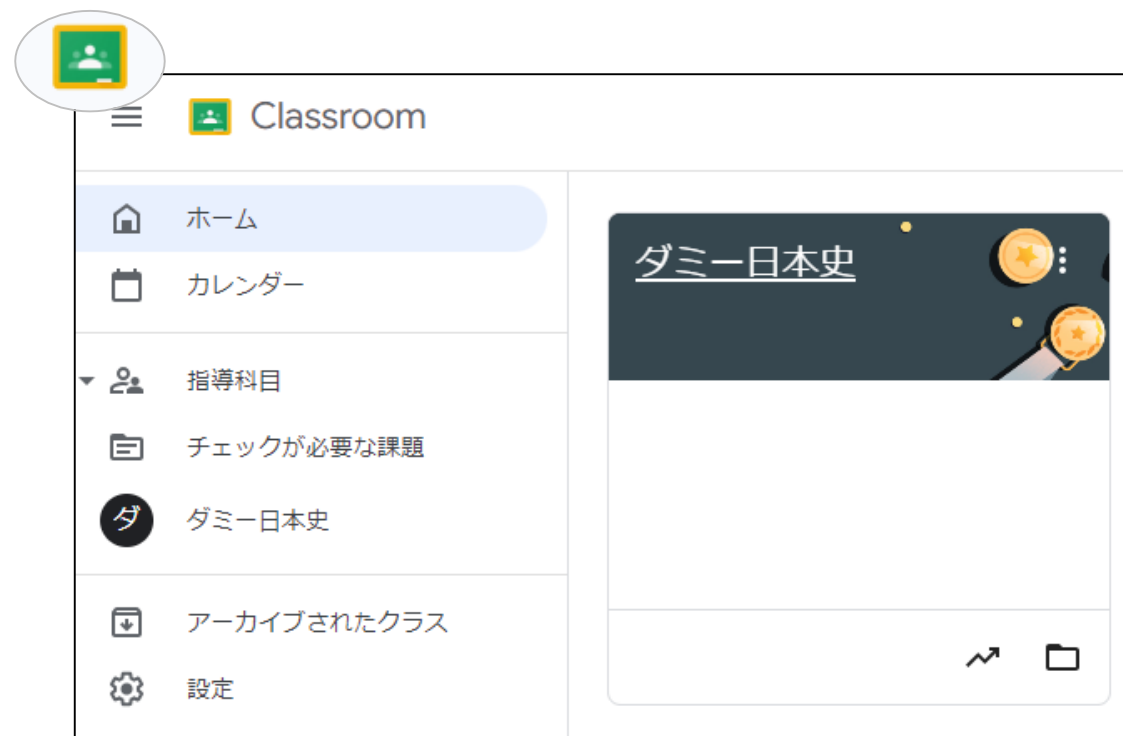 Classroom
ホーム
カレンダー
指導科目
チェックが必要な課題
ダ
ダミー日本史
アーカイブされたクラス
設定
ダミー日本史